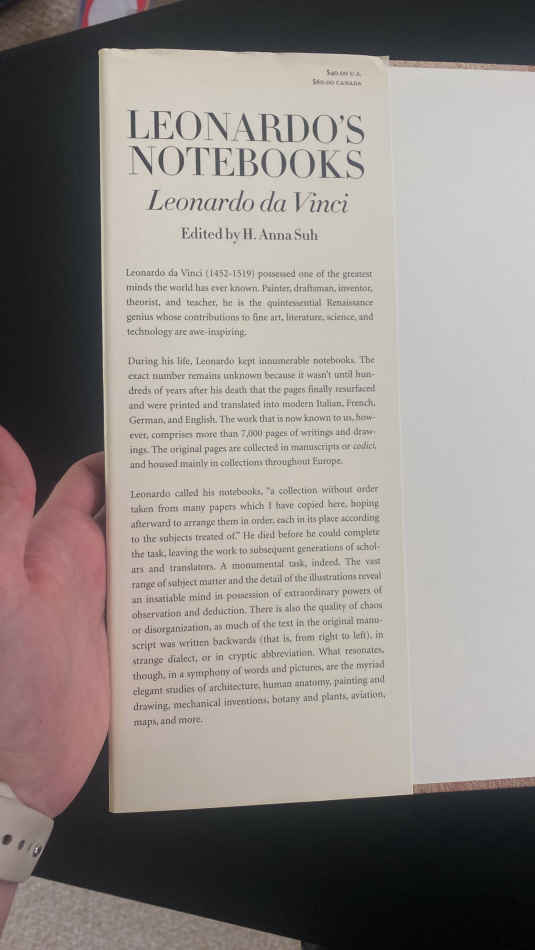 $40.00 U.S.
$60.00 CANADA
LEONARDO'S
NOTEBOOKS
Leonardo da Vinci
Edited by H. Anna Suh
Leonardo da Vinci (1452-1519) possessed one of the greatest
minds the world has ever known. Painter, draftsman, inventor,
theorist, and teacher, he is the quintessential Renaissance
genius whose contributions to fine art, literature, science, and
technology are awe-inspiring.
During his life, Leonardo kept innumerable notebooks. The
exact number remains unknown because it wasn't until hun-
dreds of years after his death that the pages finally resurfaced
and were printed and translated into modern Italian, French,
German, and English. The work that is now known to us, how-
ever, comprises more than 7,000 pages of writings and draw-
ings. The original pages are collected in manuscripts or codici,
and housed mainly in collections throughout Europe.
Leonardo called his notebooks, "a collection without order
taken from many papers which I have copied here, hoping
afterward to arrange them in order, each in its place according
to the subjects treated of." He died before he could complete
the task, leaving the work to subsequent generations of schol-
ars and translators. A monumental task, indeed. The vast
range of subject matter and the detail of the illustrations reveal
an insatiable mind in possession of extraordinary powers of
observation and deduction. There is also the quality of chaos
or disorganization, as much of the text in the original manu-
script was written backwards (that is, from right to left), in
strange dialect, or in cryptic abbreviation. What resonates,
though, in a symphony of words and pictures, are the myriad
elegant studies of architecture, human anatomy, painting and
drawing, mechanical inventions, botany and plants, aviation,
maps, and more.